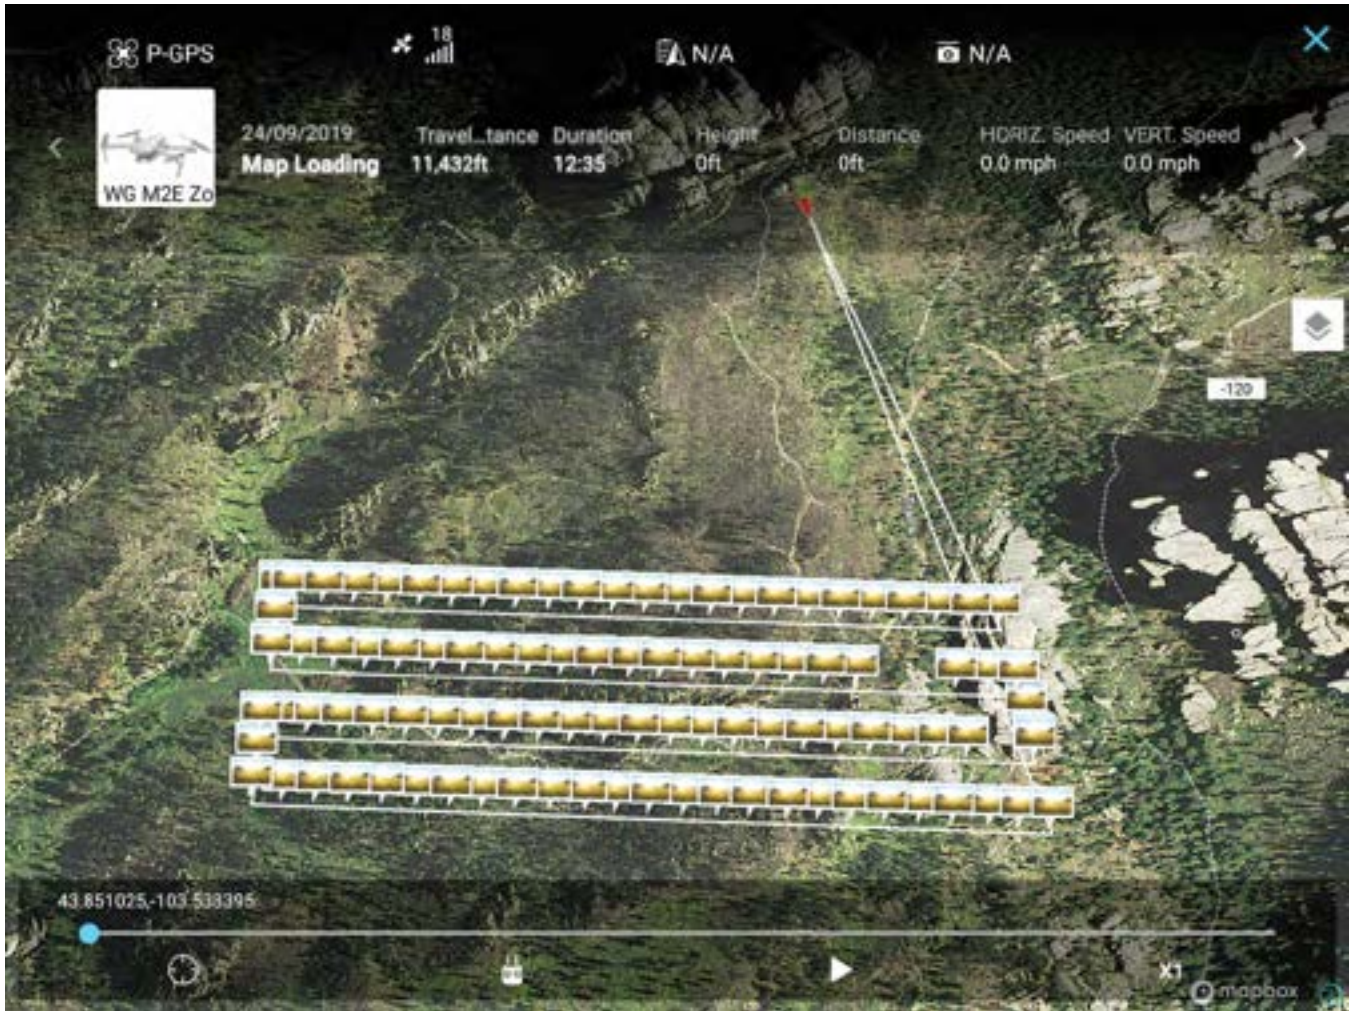 P-GPS
18
N/A
N/A
24/09/2019
Map Loading
Travel...tance
11,432ft
Duration
12:35
Height
0ft
Distance
0ft
HORIZ. Speed
0.0 mph
VERT. Speed
0.0 mph
WG M2E Zo
-120
43.851025,-103.533395
X1
mapbox